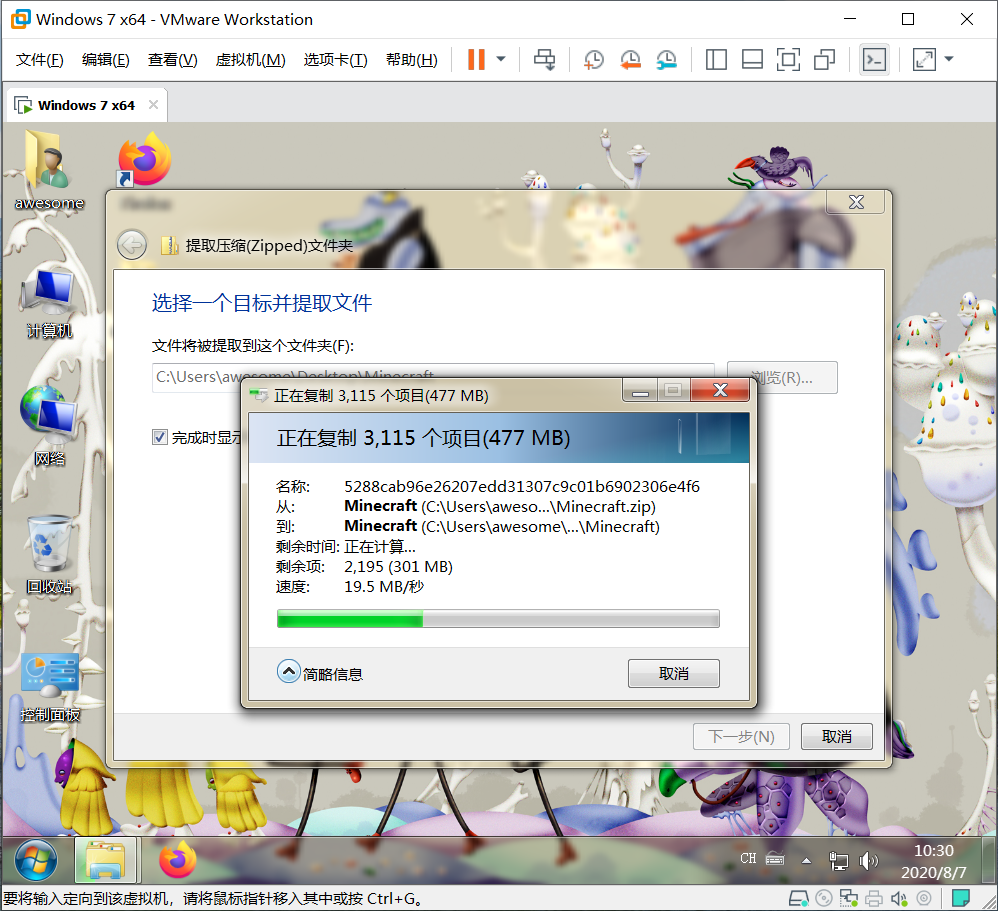 Windows 7 x64 - VMware Workstation
文件(F) 编辑(E) 查看(V) 虚拟机(M) 选项卡(T) 帮助(H)
Windows 7 x64
awesome
提取压缩(Zipped)文件夹
选择一个目标并提取文件
计算机
文件将被提取到这个文件夹(F):
C:\Users\awesome\Desktop\Minecraft
浏览(R)...
正在复制 3,115 个项目(477 MB)
完成时显示
正在复制 3,115 个项目(477 MB)
网络
名称: 5288cab96e26207edd31307c9c01b6902306e4f6
从: Minecraft (C:\Users\aweso...\Minecraft.zip)
到: Minecraft (C:\Users\awesome\...\Minecraft)
剩余时间: 正在计算...
剩余项: 2,195 (301 MB)
速度: 19.5 MB/秒
回收站
简略信息
取消
控制面板
下一步(N)
取消
CH
10:30
2020/8/7
要将输入定向到该虚拟机，请将鼠标指针移入其中或按 Ctrl+G。